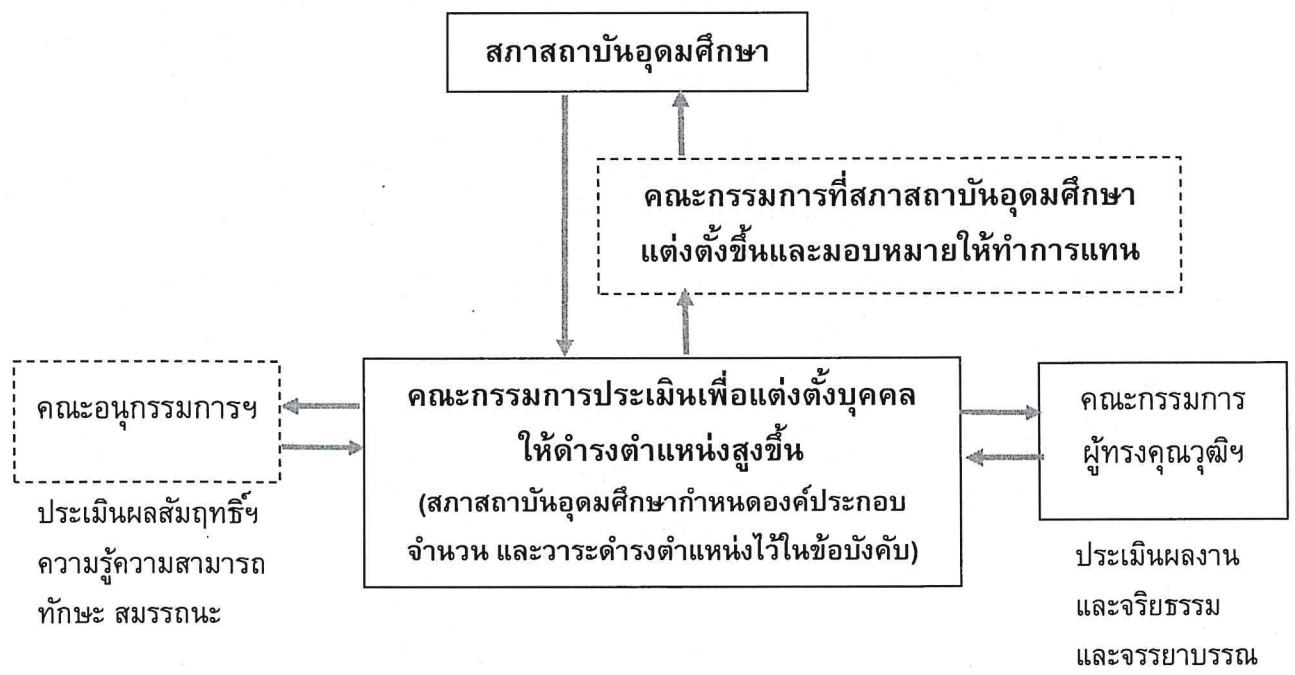 สภาสถาบันอุดมศึกษา
คณะกรรมการที่สภาสถาบันอุดมศึกษา
แต่งตั้งขึ้นและมอบหมายให้ทำการแทน
คณะอนุกรรมการฯ
ประเมินผลสัมฤทธิ์ฯ
ความรู้ความสามารถ
ทักษะ สมรรถนะ
คณะกรรมการประเมินเพื่อแต่งตั้งบุคคล
ให้ดำรงตำแหน่งสูงขึ้น
(สภาสถาบันอุดมศึกษากำหนดองค์ประกอบ
จำนวน และวาระดำรงตำแหน่งไว้ในข้อบังคับ)
คณะกรรมการ
ผู้ทรงคุณวุฒิฯ
ประเมินผลงาน
และจริยธรรม
และจรรยาบรรณ